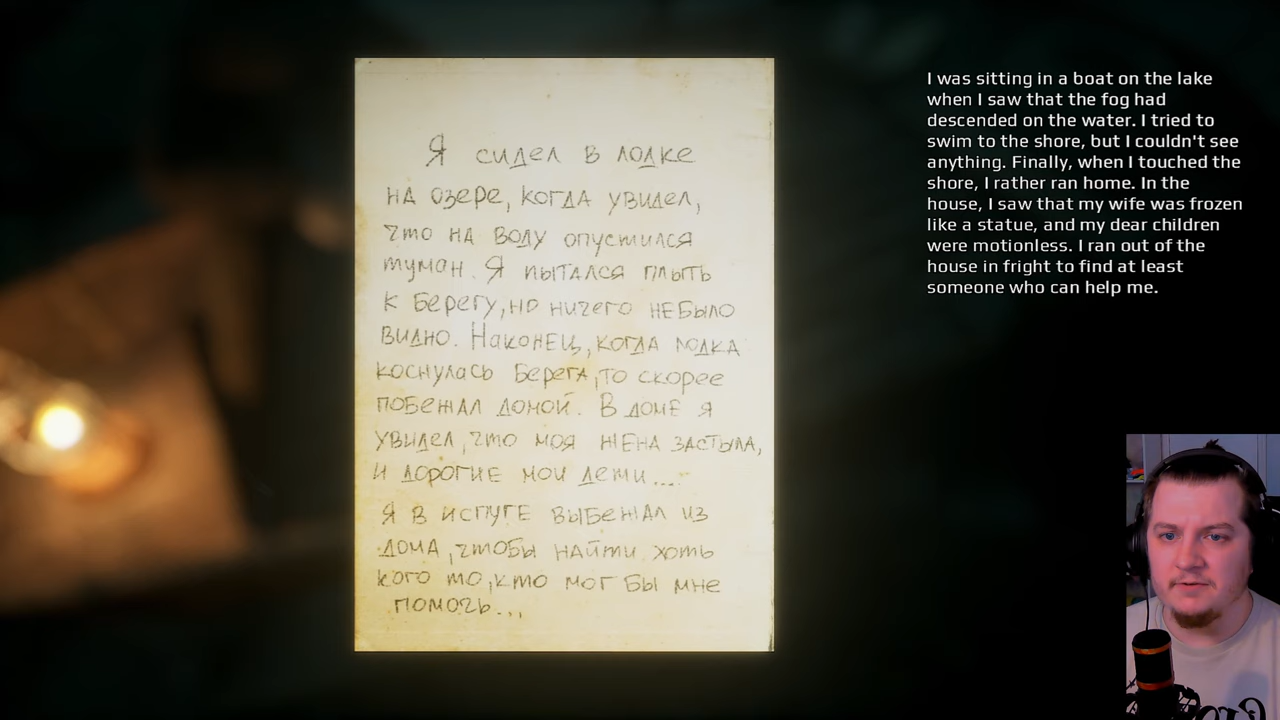 Я сидел в лодке
на озере, когда увидел,
что на воду опустился
туман. Я пытался плыть
к берегу, но ничего небыло
видно. Наконец, когда лодка
коснулась берега, то скорее
побежал домой. В доме я
увидел, что моя жена застыла,
и дорогие мои дети...
Я в испуге выбежал из
дома, чтобы найти хоть
кого то, кто мог бы мне
помочь...
I was sitting in a boat on the lake
when I saw that the fog had
descended on the water. I tried to
swim to the shore, but I couldn't see
anything. Finally, when I touched the
shore, I rather ran home. In the
house, I saw that my wife was frozen
like a statue, and my dear children
were motionless. I ran out of the
house in fright to find at least
someone who can help me.